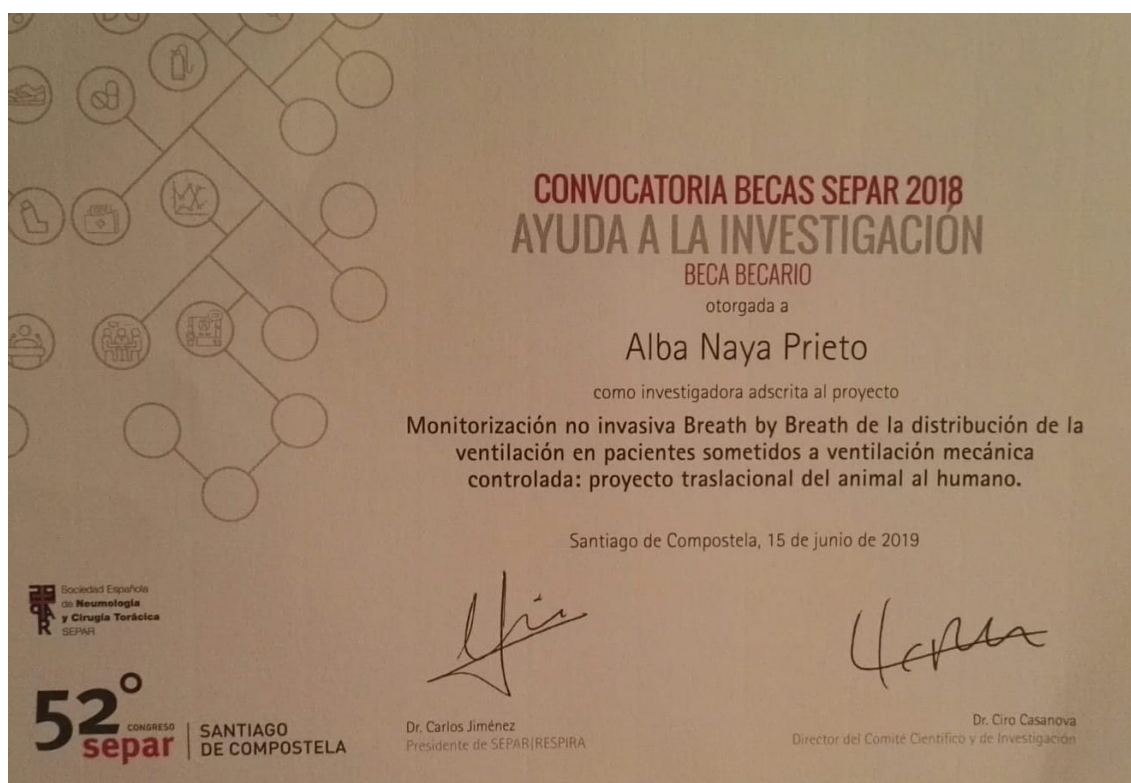 CONVOCATORIA BECAS SEPAR 2018
AYUDA A LA INVESTIGACIÓN
BECA BECARIO
otorgada a
Alba Naya Prieto
como investigadora adscrita al proyecto
Monitorización no invasiva Breath by Breath de la distribución de la
ventilación en pacientes sometidos a ventilación mecánica
controlada: proyecto traslacional del animal al humano.
Santiago de Compostela, 15 de junio de 2019
Sociedad Española
de Neumología
y Cirugía Torácica
SEPAR
52º
CONGRESO
separ
SANTIAGO
DE COMPOSTELA
Dr. Carlos Jiménez
Presidente de SEPAR|RESPIRA
Dr. Ciro Casanova
Director del Comité Científico y de Investigación